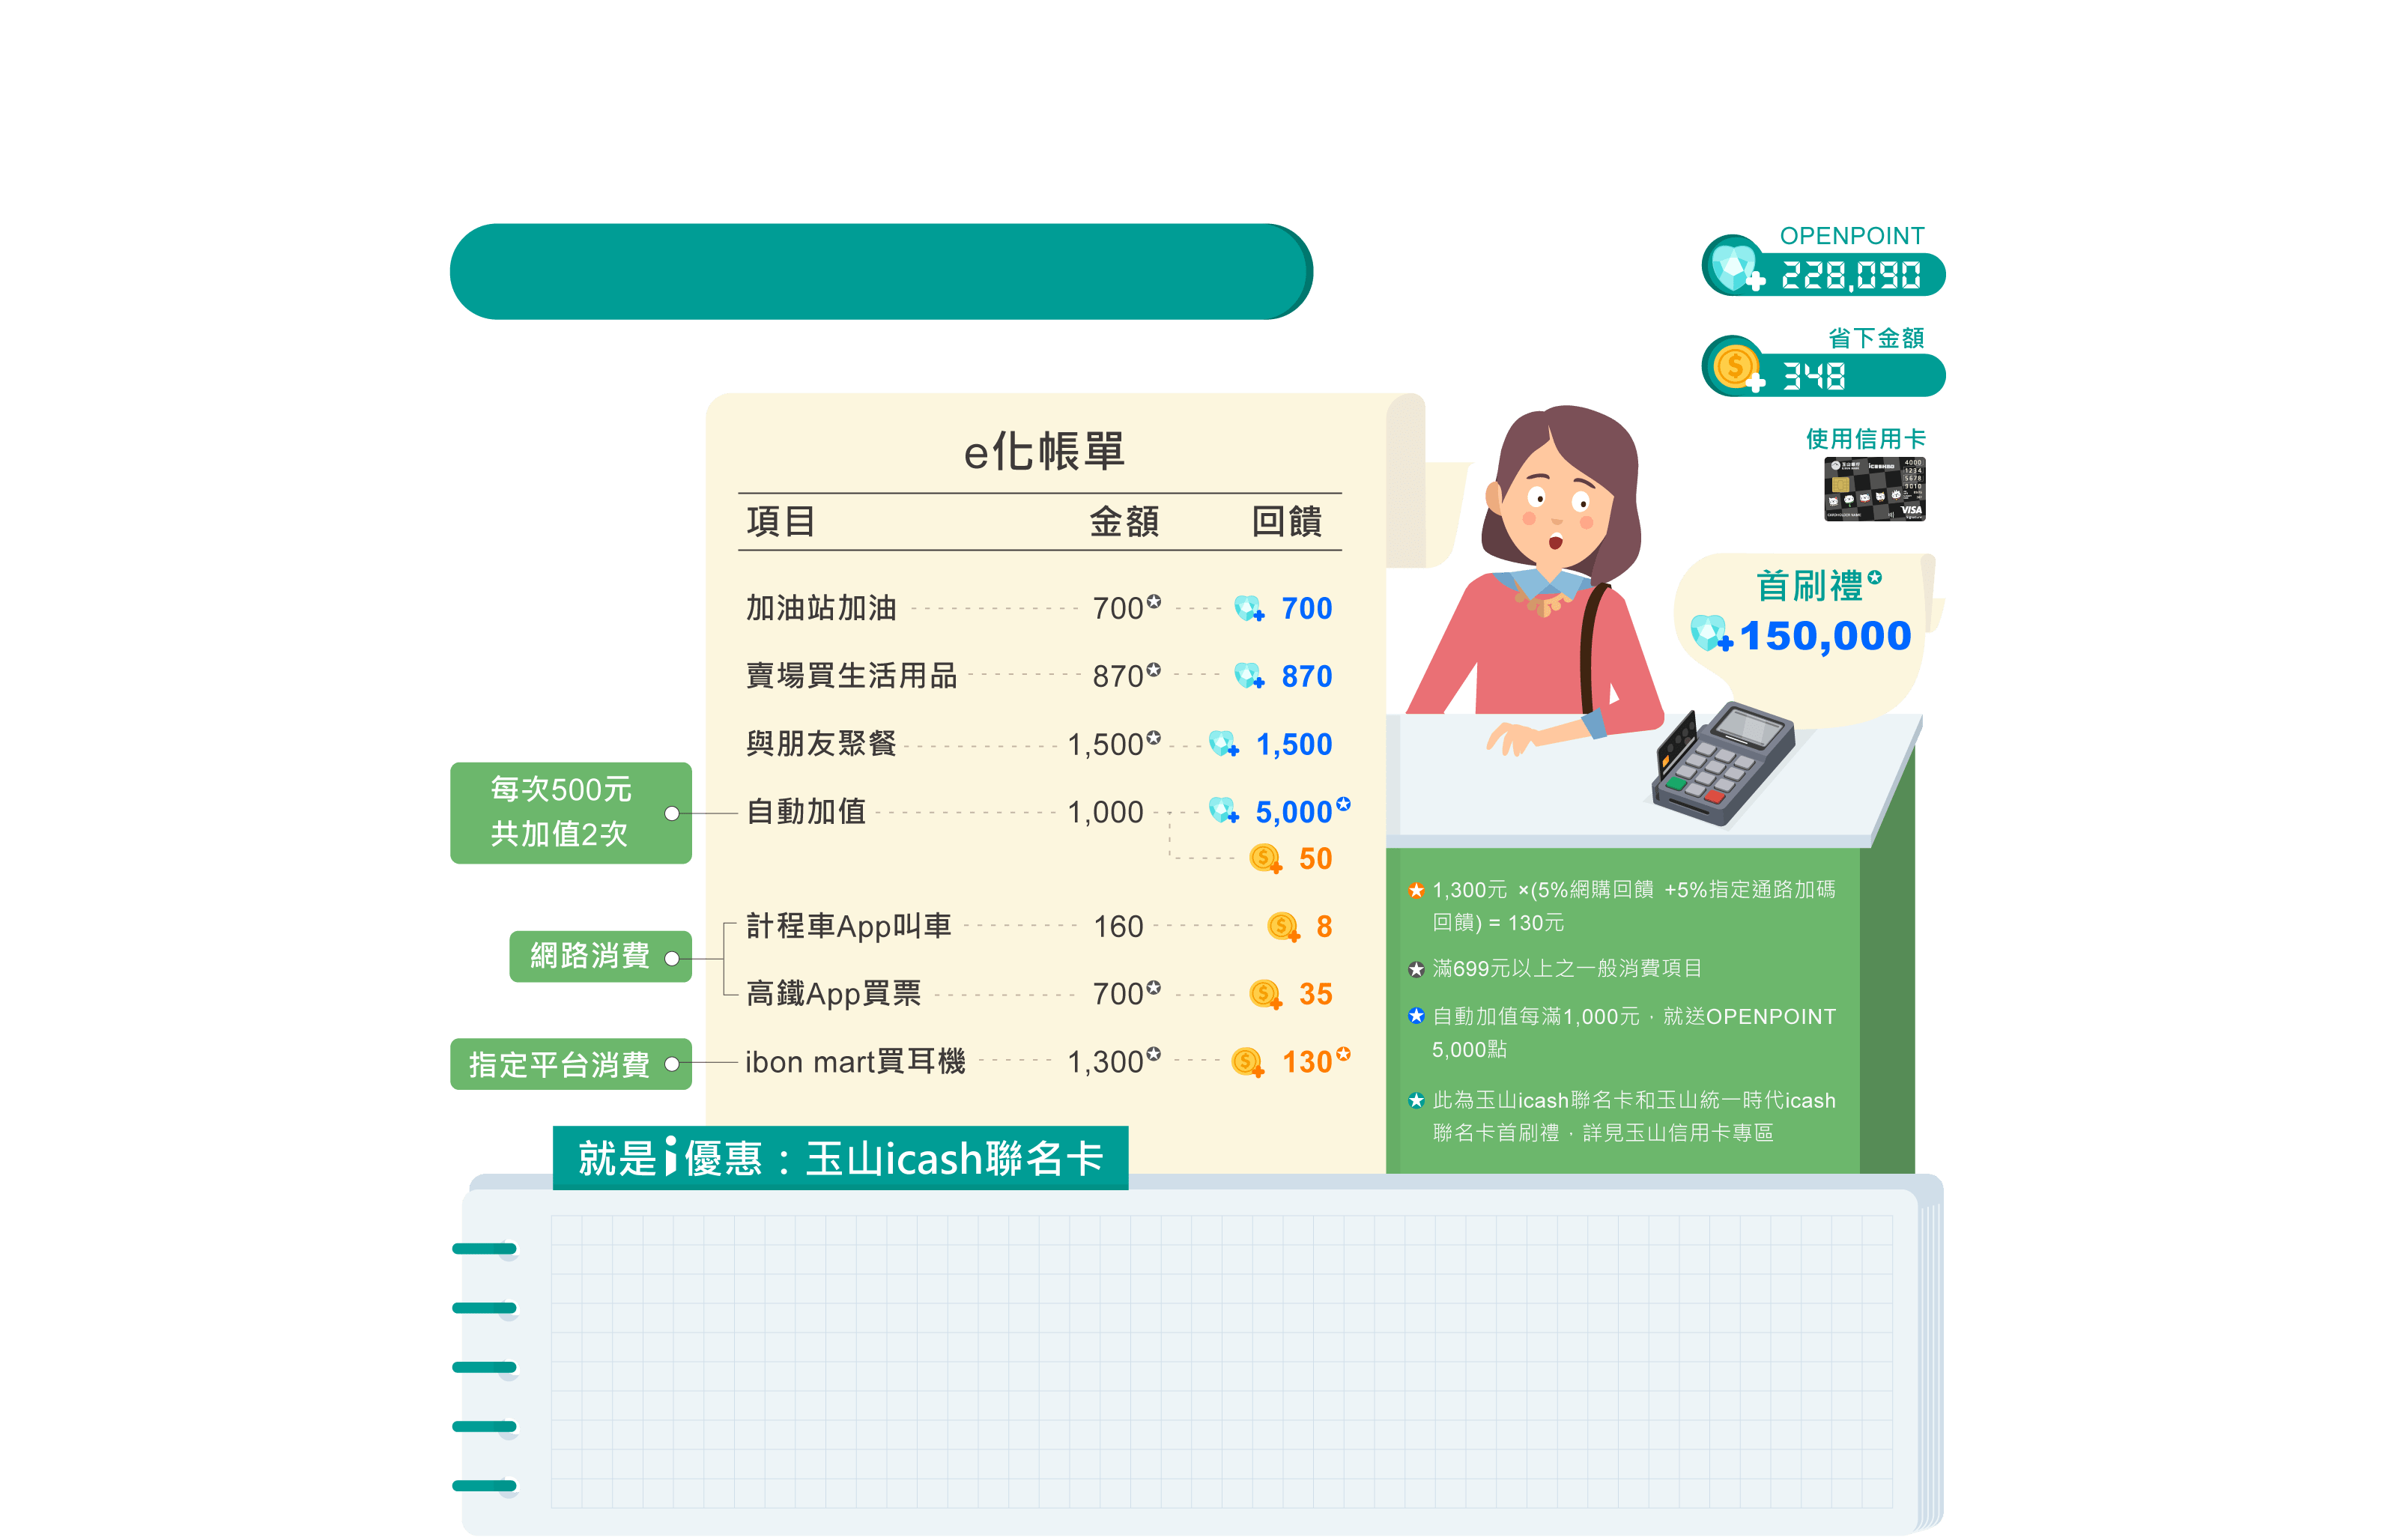 OPENPOINT
228,090
省下金額
348
使用信用卡
玉山銀行 icash2.0
4000
1234
5678
9010
VISA
e化帳單
項目 金額 回饋
加油站加油 700 700
賣場買生活用品 870 870
與朋友聚餐 1,500 1,500
自動加值 1,000 5,000
50
計程車App叫車 160 8
高鐵App買票 700 35
ibon mart買耳機 1,300 130
每次500元
共加值2次
網路消費
指定平台消費
首刷禮
150,000
1,300元 ×(5%網購回饋 +5%指定通路加碼
回饋) = 130元
滿699元以上之一般消費項目
自動加值每滿1,000元，就送OPENPOINT
5,000點
此為玉山icash聯名卡和玉山統一時代icash
聯名卡首刷禮，詳見玉山信用卡專區
就是i優惠：玉山icash聯名卡